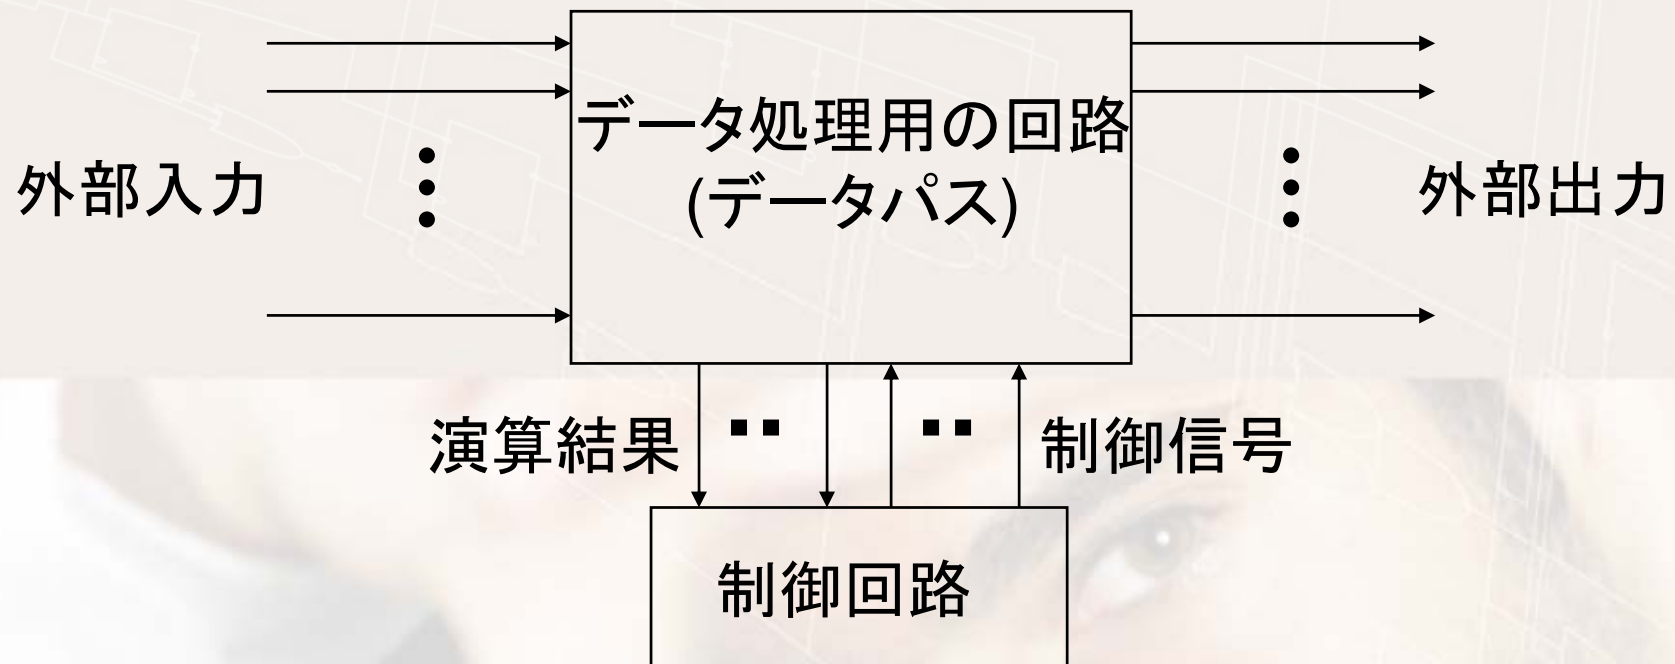 データ処理用の回路
(データパス)
外部入力
外部出力
演算結果
制御信号
制御回路